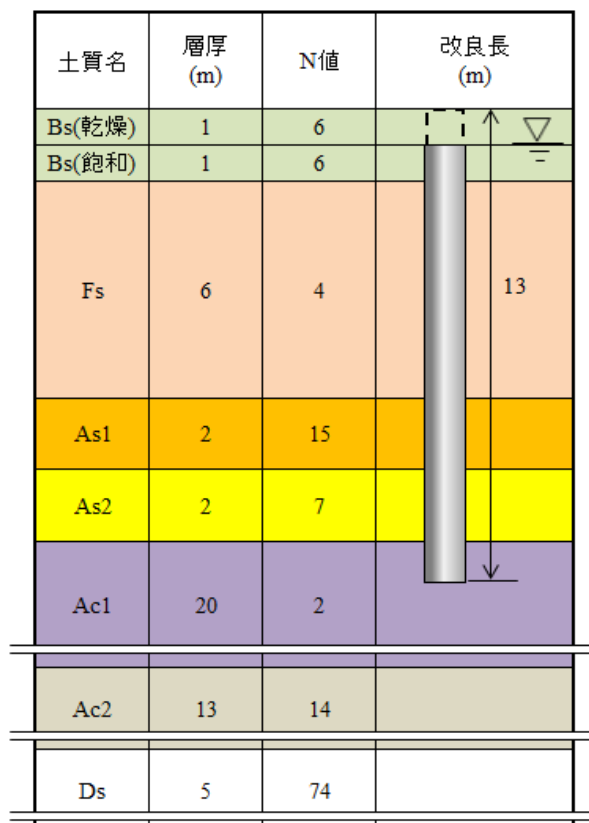 土質名 層厚 N値 改良長
(m) (m)
Bs(乾燥) 1 6
Bs(飽和) 1 6
Fs 6 4 13
As1 2 15
As2 2 7
Ac1 20 2
Ac2 13 14
Ds 5 74